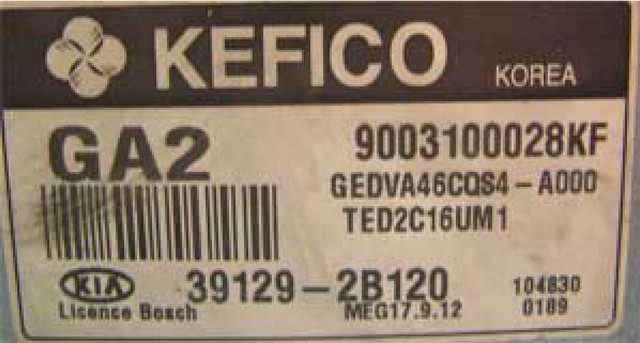 KEFICO KOREA
GA2
9003100028KF
GEDVA46CQS4-A000
TED2C16UM1
KIA 39129-2B120 104830
Licence Bosch MEG17.9.12 0189